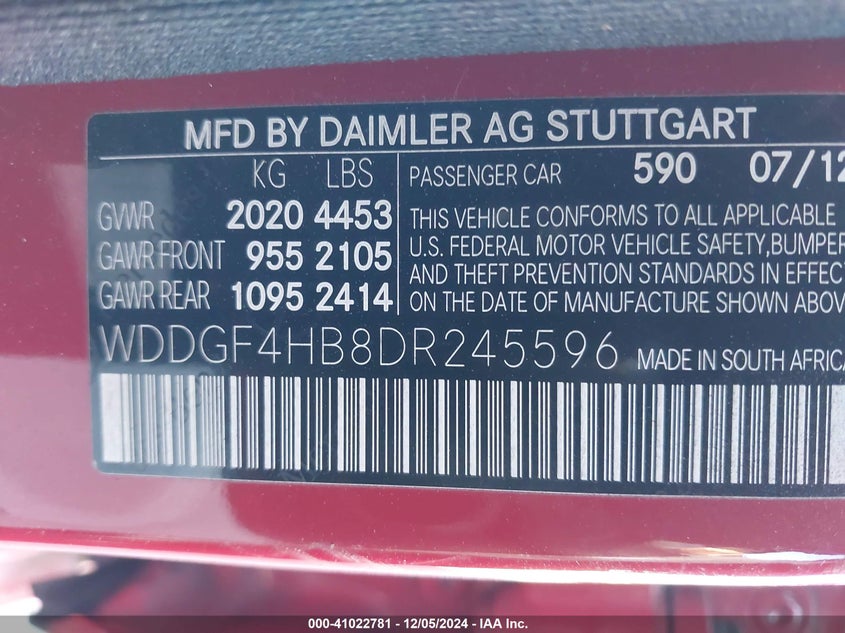 MFD BY DAIMLER AG STUTTGART
KG LBS
GVWR 2020 4453
GAWR FRONT 955 2105
GAWR REAR 1095 2414
PASSENGER CAR 590 07/12
THIS VEHICLE CONFORMS TO ALL APPLICABLE
U.S. FEDERAL MOTOR VEHICLE SAFETY,BUMPER
AND THEFT PREVENTION STANDARDS IN EFFECT
ON THE DATE OF MANUFACTURE SHOWN ABOVE
WDDGF4HB8DR245596 MADE IN SOUTH AFRICA
000-41022781 - 12/05/2024 - IAA Inc.